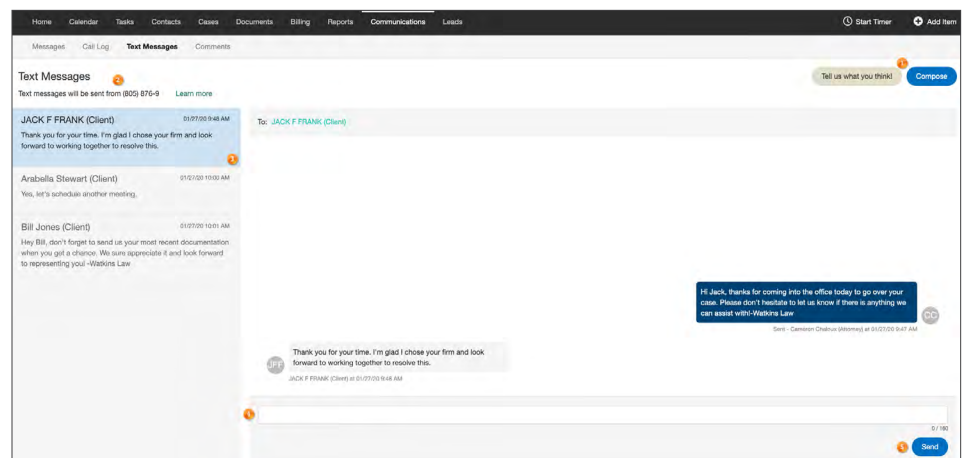 Home Calendar Tasks Contacts Cases Documents Billing Reports Communications Leads Start Timer Add Item
Messages Call Log Text Messages Comments
Text Messages
Tell us what you think!
Compose
Text messages will be sent from (805) 876-9 Learn more
JACK F FRANK (Client) 01/27/20 9:48 AM
Thank you for your time. I'm glad I chose your firm and look
forward to working together to resolve this.
Arabella Stewart (Client) 01/27/20 10:00 AM
Yes, let's schedule another meeting.
Bill Jones (Client) 01/27/20 10:01 AM
Hey Bill, don't forget to send us your most recent documentation
when you get a chance. We sure appreciate it and look forward
to representing you! -Watkins Law
To: JACK F FRANK (Client)
Hi Jack, thanks for coming into the office today to go over your
case. Please don't hesitate to let us know if there is anything we
can assist with!-Watkins Law
CC
Sent - Cameron (Attorney) at 01/27/20 9:47 AM
JFF
Thank you for your time. I'm glad I chose your firm and look
forward to working together to resolve this.
JACK F FRANK (Client) at 01/27/20 9:48 AM
0 / 160
Send